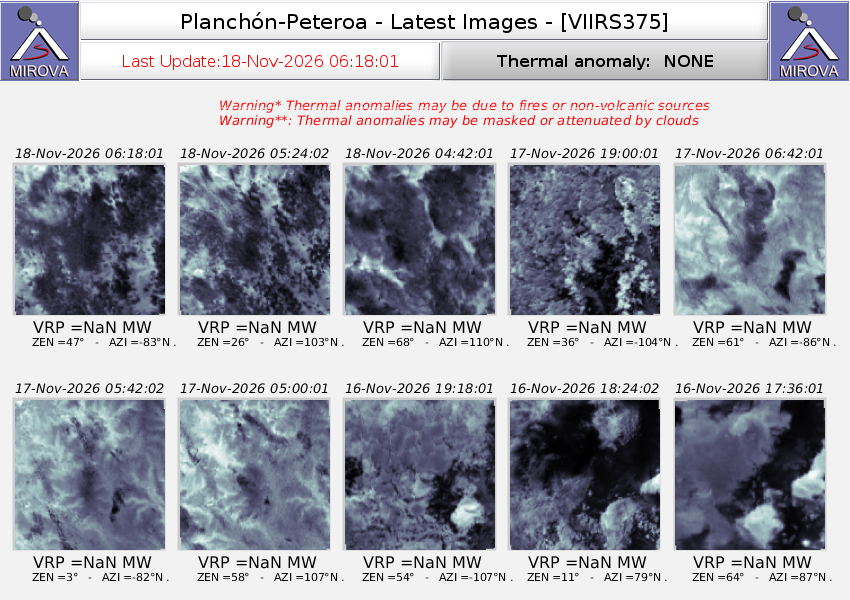 Planchón-Peteroa - Latest Images - [VIIRS375]
MIROVA
Last Update:18-Nov-2026 06:18:01
Thermal anomaly: NONE
MIROVA
Warning* Thermal anomalies may be due to fires or non-volcanic sources
Warning**: Thermal anomalies may be masked or attenuated by clouds
18-Nov-2026 06:18:01 18-Nov-2026 05:24:02 18-Nov-2026 04:42:01 17-Nov-2026 19:00:01 17-Nov-2026 06:42:01
VRP =NaN MW VRP =NaN MW VRP =NaN MW VRP =NaN MW VRP =NaN MW
ZEN =47° - AZI =-83°N . ZEN =26° - AZI =103°N . ZEN =68° - AZI =110°N . ZEN =36° - AZI =-104°N . ZEN =61° - AZI =-86°N .
17-Nov-2026 05:42:02 17-Nov-2026 05:00:01 16-Nov-2026 19:18:01 16-Nov-2026 18:24:02 16-Nov-2026 17:36:01
VRP =NaN MW VRP =NaN MW VRP =NaN MW VRP =NaN MW VRP =NaN MW
ZEN =3° - AZI =-82°N . ZEN =58° - AZI =107°N . ZEN =54° - AZI =-107°N . ZEN =11° - AZI =79°N . ZEN =64° - AZI =87°N .